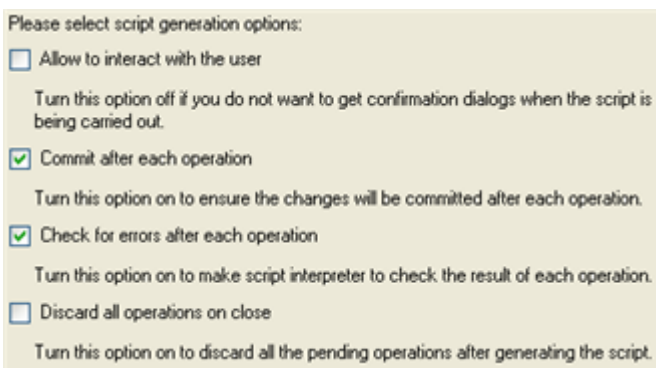 Please select script generation options:
Allow to interact with the user
Turn this option off if you do not want to get confirmation dialogs when the script is
being carried out.
Commit after each operation
Turn this option on to ensure the changes will be committed after each operation.
Check for errors after each operation
Turn this option on to make script interpreter to check the result of each operation.
Discard all operations on close
Turn this option on to discard all the pending operations after generating the script.